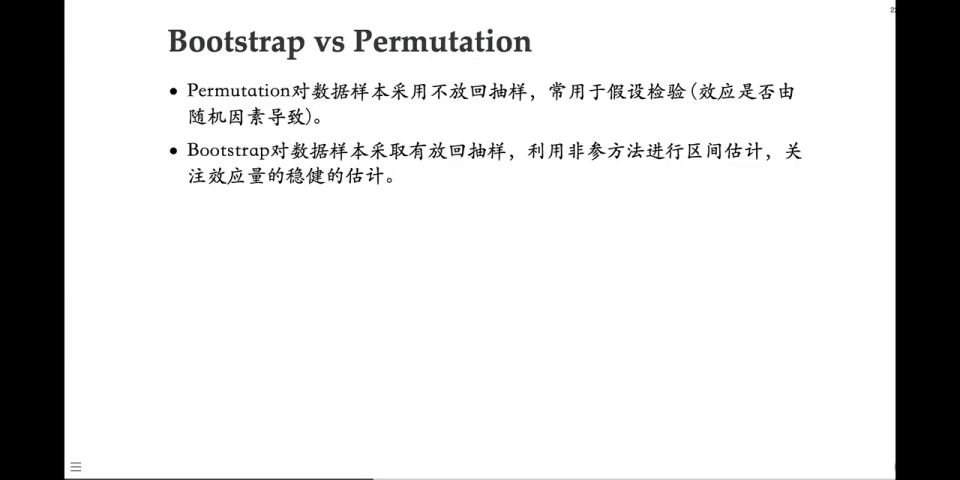 Bootstrap vs Permutation
• Permutation对数据样本采用不放回抽样，常用于假设检验(效应是否由
随机因素导致)。
• Bootstrap对数据样本采取有放回抽样，利用非参方法进行区间估计，关
注效应量的稳健的估计。